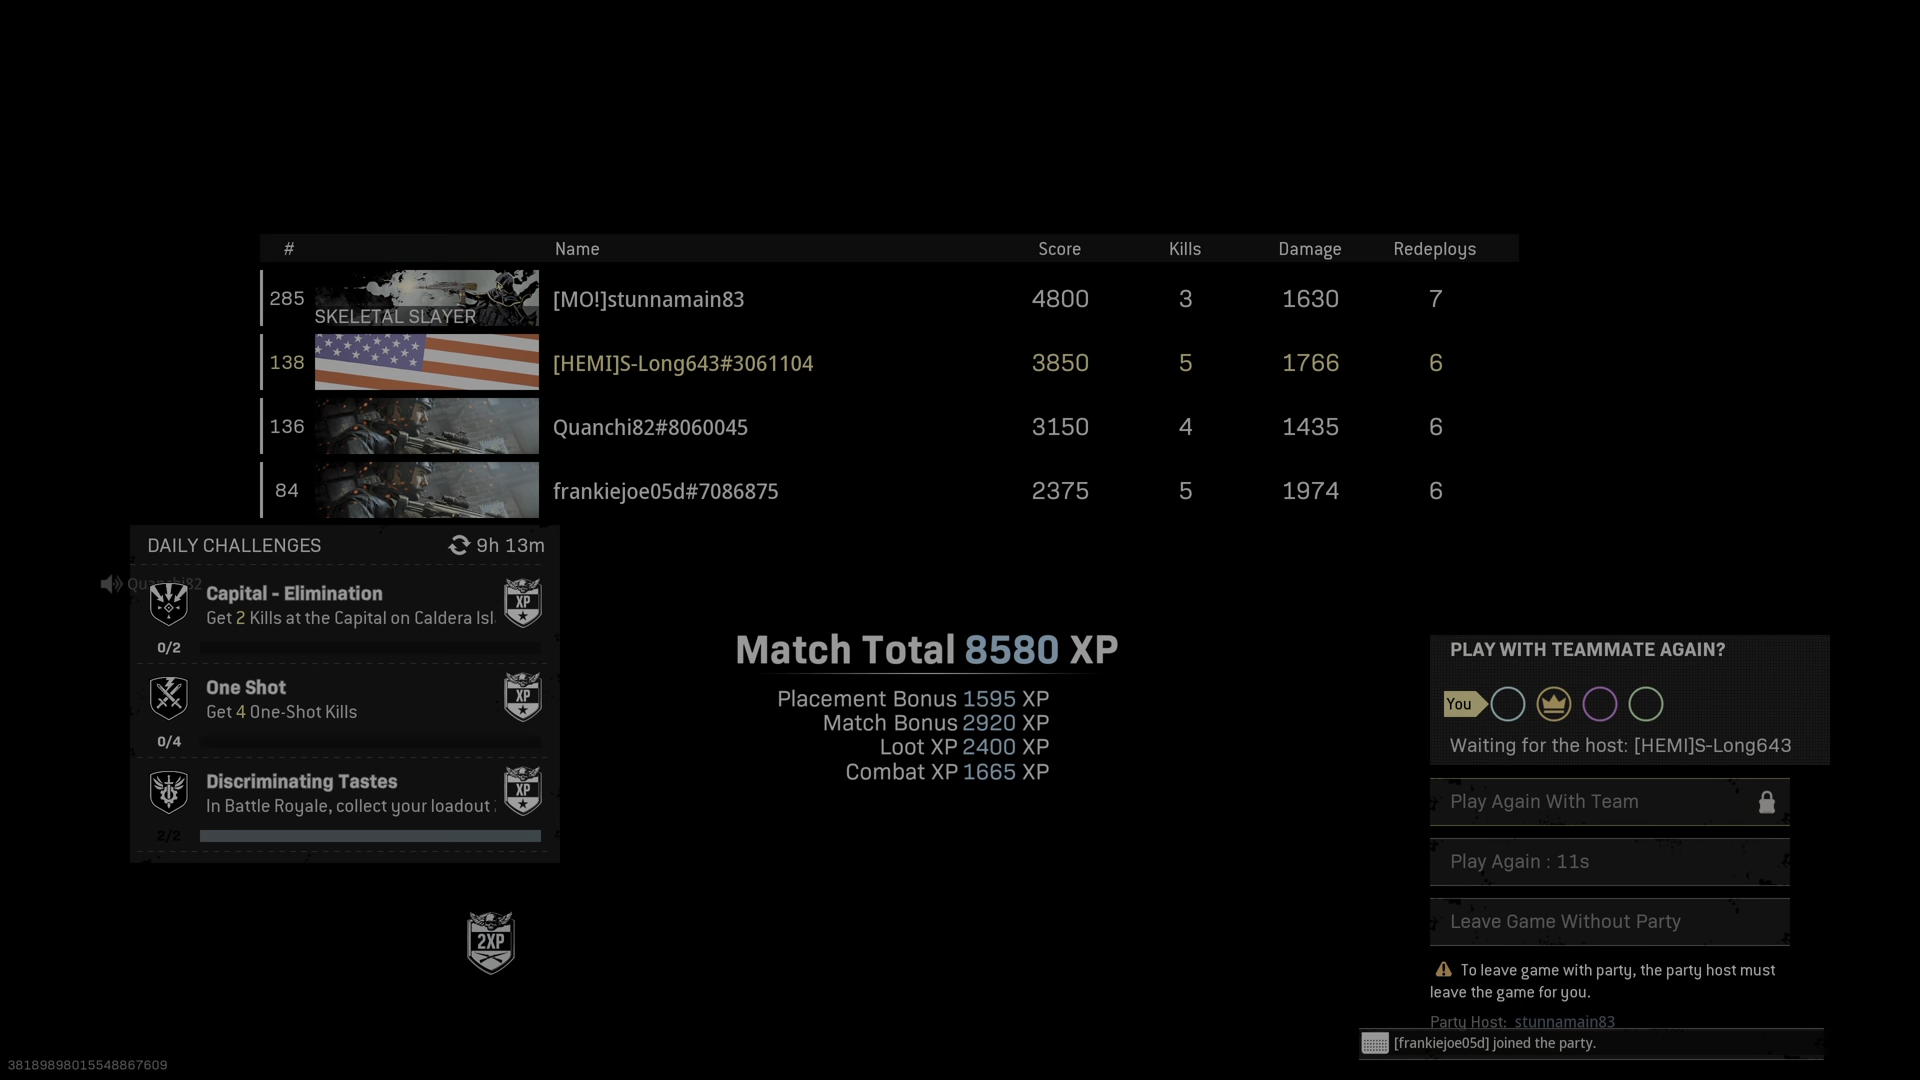 # Name Score Kills Damage Redeploys
285 SKELETAL SLAYER [MO!]stunnamain83 4800 3 1630 7
138 [HEMI]S-Long643#3061104 3850 5 1766 6
136 Quanchi82#8060045 3150 4 1435 6
84 frankiejoe05d#7086875 2375 5 1974 6
DAILY CHALLENGES 9h 13m
Quanchi82
Capital - Elimination
XP
Get 2 Kills at the Capital on Caldera Isl
0/2
One Shot
XP
Get 4 One-Shot Kills
0/4
Discriminating Tastes
XP
In Battle Royale, collect your loadout
2/2
2XP
Match Total 8580 XP
Placement Bonus 1595 XP
Match Bonus 2920 XP
Loot XP 2400 XP
Combat XP 1665 XP
PLAY WITH TEAMMATE AGAIN?
You
Waiting for the host: [HEMI]S-Long643
Play Again With Team
Play Again : 11s
Leave Game Without Party
To leave game with party, the party host must
leave the game for you.
Party Host: stunnamain83
[frankiejoe05d] joined the party.
38189898015548867609